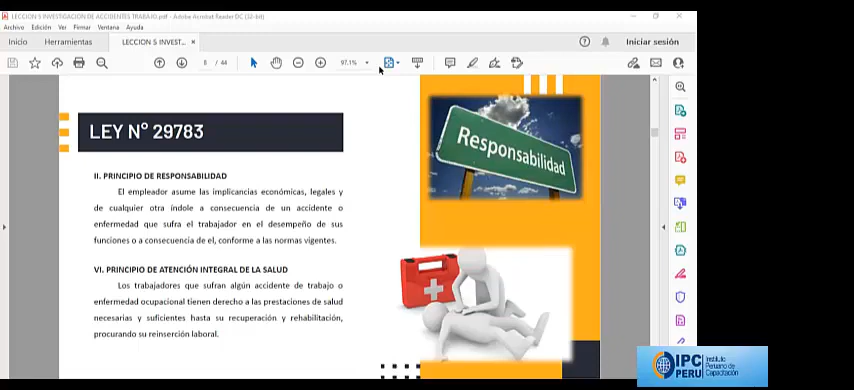 LECCION 5 INVESTIGACION DE ACCIDENTES TRABAJO.pdf - Adobe Acrobat Reader DC (32-bit)
Archivo Edición Ver Firmar Ventana Ayuda
Inicio Herramientas LECCION 5 INVEST... × Iniciar sesión
8 / 44 97.1%
LEY N° 29783
Responsabilidad
II. PRINCIPIO DE RESPONSABILIDAD
El empleador asume las implicancias económicas, legales y
de cualquier otra índole a consecuencia de un accidente o
enfermedad que sufra el trabajador en el desempeño de sus
funciones o a consecuencia de el, conforme a las normas vigentes.
VI. PRINCIPIO DE ATENCIÓN INTEGRAL DE LA SALUD
Los trabajadores que sufran algún accidente de trabajo o
enfermedad ocupacional tienen derecho a las prestaciones de salud
necesarias y suficientes hasta su recuperación y rehabilitación,
procurando su reinserción laboral.
IPC PERU
Instituto
Peruano de
Capacitación